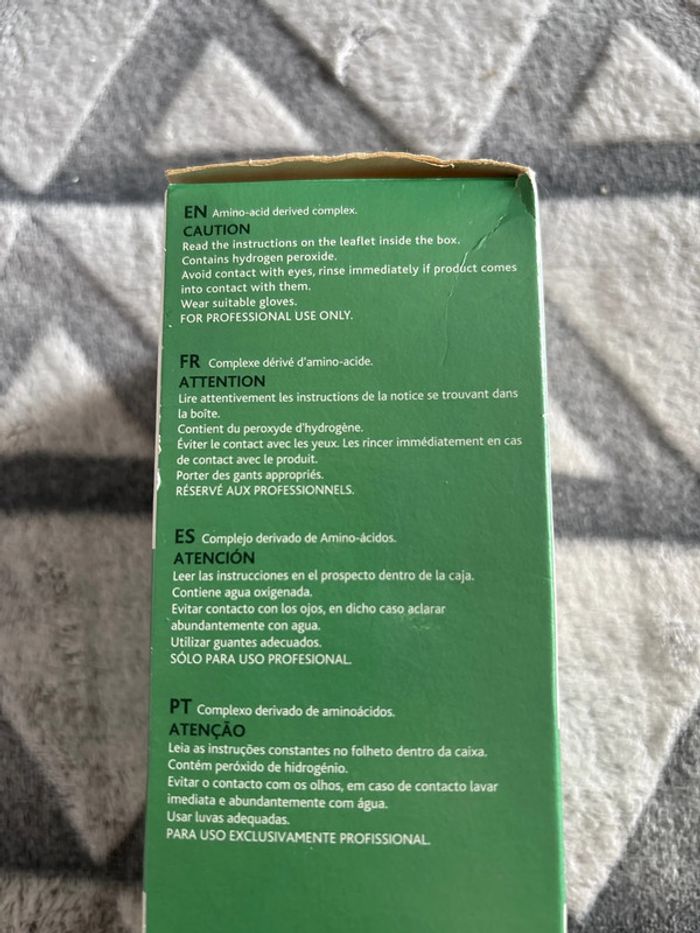 EN Amino-acid derived complex.
CAUTION
Read the instructions on the leaflet inside the box.
Contains hydrogen peroxide.
Avoid contact with eyes, rinse immediately if product comes
into contact with them.
Wear suitable gloves.
FOR PROFESSIONAL USE ONLY.
FR Complexe dérivé d'amino-acide.
ATTENTION
Lire attentivement les instructions de la notice se trouvant dans
la boîte.
Contient du peroxyde d'hydrogène.
Éviter le contact avec les yeux. Les rincer immédiatement en cas
de contact avec le produit.
Porter des gants appropriés.
RÉSERVÉ AUX PROFESSIONNELS.
ES Complejo derivado de Amino-ácidos.
ATENCIÓN
Leer las instrucciones en el prospecto dentro de la caja.
Contiene agua oxigenada.
Evitar contacto con los ojos, en dicho caso aclarar
abundantemente con agua.
Utilizar guantes adecuados.
SÓLO PARA USO PROFESIONAL.
PT Complexo derivado de aminoácidos.
ATENÇÃO
Leia as instruções constantes no folheto dentro da caixa.
Contém peróxido de hidrogénio.
Evitar o contacto com os olhos, em caso de contacto lavar
imediata e abundantemente com água.
Usar luvas adequadas.
PARA USO EXCLUSIVAMENTE PROFISSIONAL.